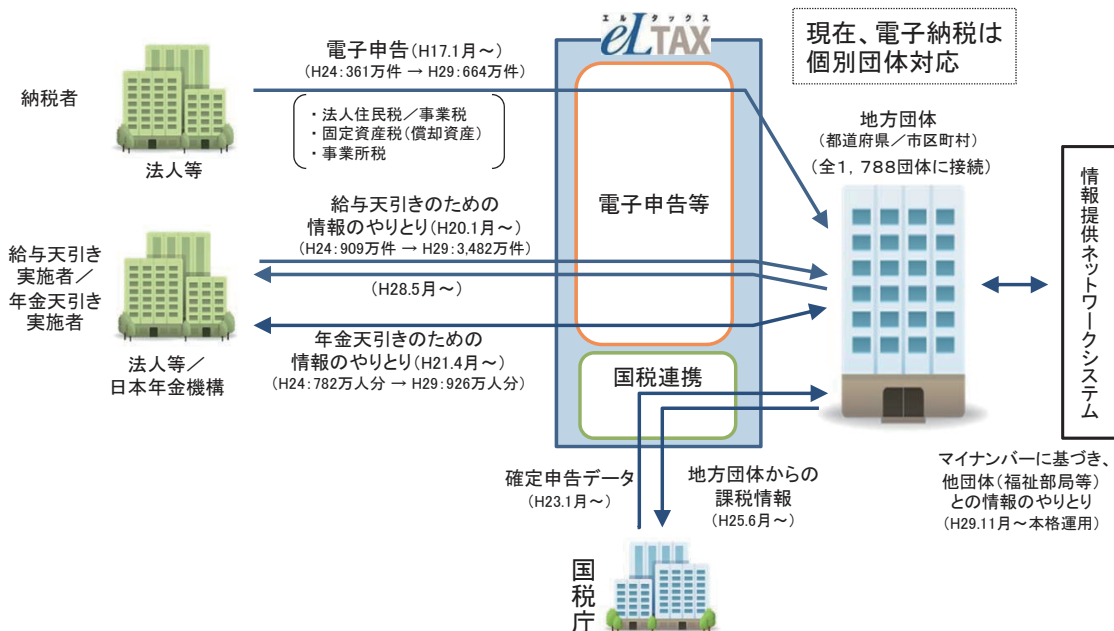 エルタックス
eLTAX
現在、電子納税は
個別団体対応
電子申告(H17.1月～)
(H24:361万件 → H29:664万件)
納税者
・法人住民税／事業税
・固定資産税(償却資産)
・事業所税
法人等
地方団体
(都道府県／市区町村)
(全1,788団体に接続)
情報提供ネットワークシステム
電子申告等
給与天引きのための
情報のやりとり(H20.1月～)
(H24:909万件 → H29:3,482万件)
給与天引き
実施者／
年金天引き
実施者
(H28.5月～)
年金天引きのための
情報のやりとり(H21.4月～)
(H24:782万人分 → H29:926万人分)
法人等／
日本年金機構
国税連携
確定申告データ
(H23.1月～)
地方団体からの
課税情報
(H25.6月～)
マイナンバーに基づき、
他団体(福祉部局等)
との情報のやりとり
(H29.11月～本格運用)
国税庁